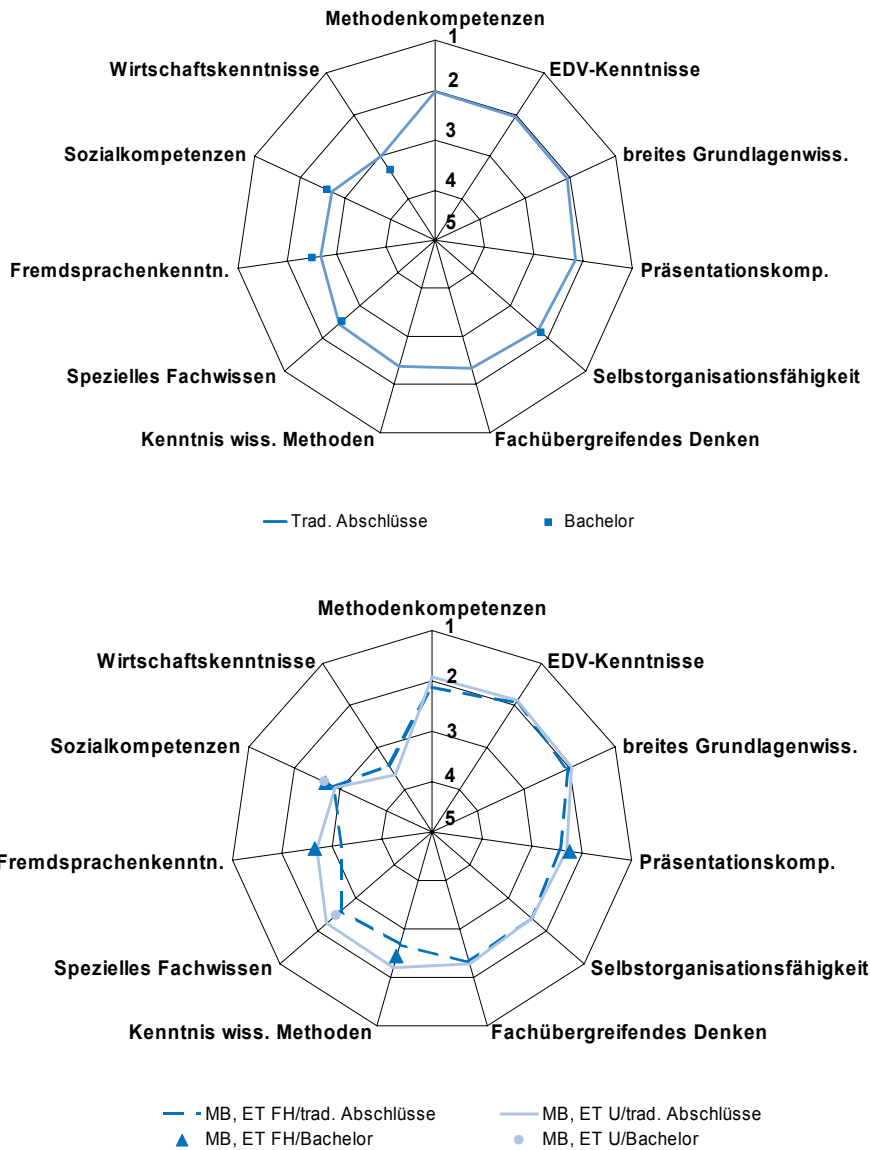 Methodenkompetenzen
1
Wirtschaftskenntnisse
EDV-Kenntnisse
2
Sozialkompetenzen
3
breites Grundlagenwiss.
4
5
Fremdsprachenkenntn.
Präsentationskomp.
Spezielles Fachwissen
Selbstorganisationsfähigkeit
Kenntnis wiss. Methoden
Fachübergreifendes Denken
Trad. Abschlüsse
Bachelor
Methodenkompetenzen
1
Wirtschaftskenntnisse
EDV-Kenntnisse
2
Sozialkompetenzen
3
breites Grundlagenwiss.
4
5
Fremdsprachenkenntn.
Präsentationskomp.
Spezielles Fachwissen
Selbstorganisationsfähigkeit
Kenntnis wiss. Methoden
Fachübergreifendes Denken
MB, ET FH/trad. Abschlüsse
MB, ET U/trad. Abschlüsse
MB, ET FH/Bachelor
MB, ET U/Bachelor